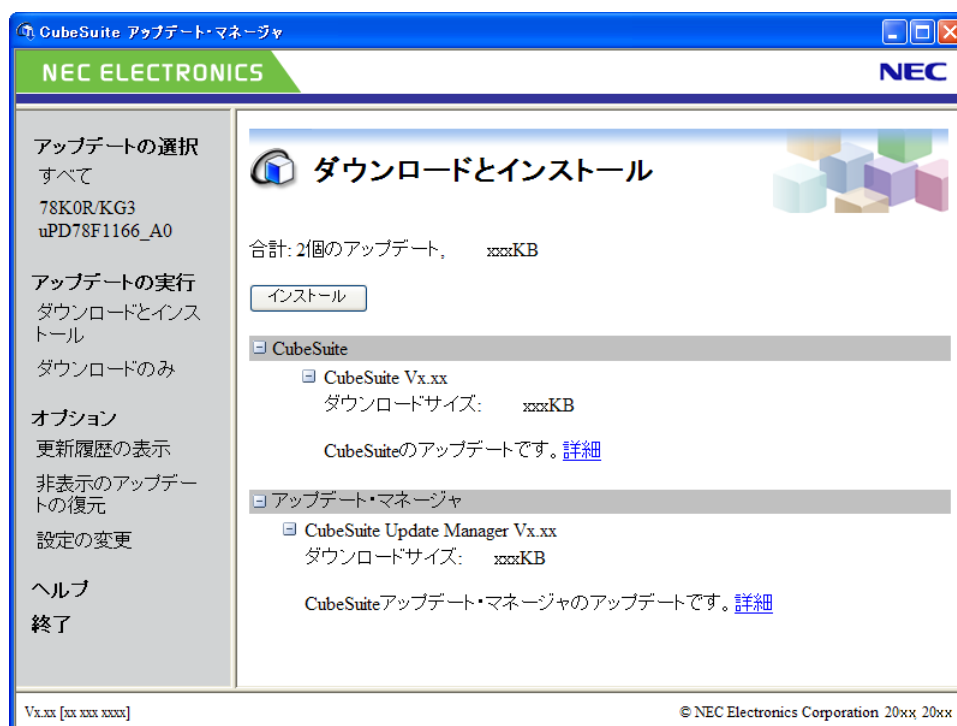 CubeSuite アップデート・マネージャ
NEC ELECTRONICS
NEC
アップデートの選択
すべて
78K0R/KG3
uPD78F1166_A0
アップデートの実行
ダウンロードとインス
トール
ダウンロードのみ
オプション
更新履歴の表示
非表示のアップデー
トの復元
設定の変更
ヘルプ
終了
ダウンロードとインストール
合計: 2個のアップデート, xxxKB
インストール
CubeSuite
CubeSuite Vx.xx
ダウンロードサイズ: xxxKB
CubeSuiteのアップデートです。詳細
アップデート・マネージャ
CubeSuite Update Manager Vx.xx
ダウンロードサイズ: xxxKB
CubeSuiteアップデート・マネージャのアップデートです。詳細
Vx.xx [xx xxx xxxx]
© NEC Electronics Corporation 20xx, 20xx